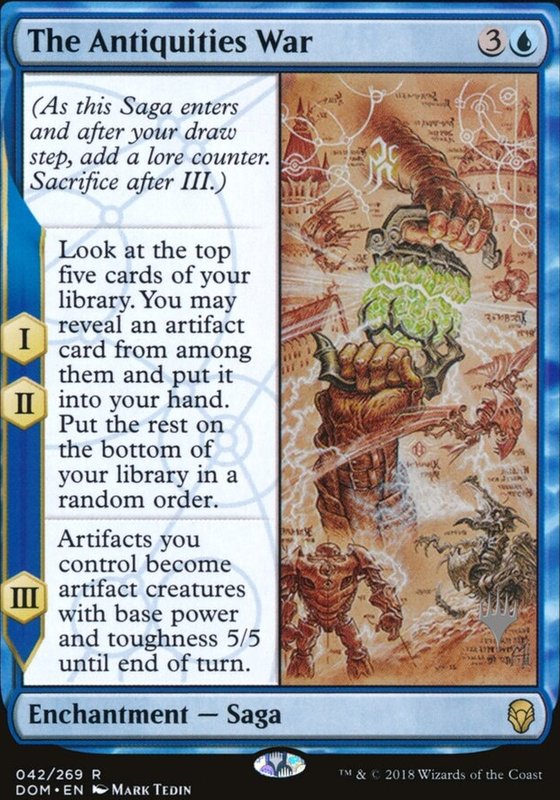 The Antiquities War 3
(As this Saga enters
and after your draw
step, add a lore counter.
Sacrifice after III.)
I
II
Look at the top
five cards of your
library. You may
reveal an artifact
card from among
them and put it
into your hand.
Put the rest on
the bottom of
your library in a
random order.
III
Artifacts you
control become
artifact creatures
with base power
and toughness 5/5
until end of turn.
Enchantment — Saga
042/269 R
DOM • EN Mark Tedin
™ & © 2018 Wizards of the Coast